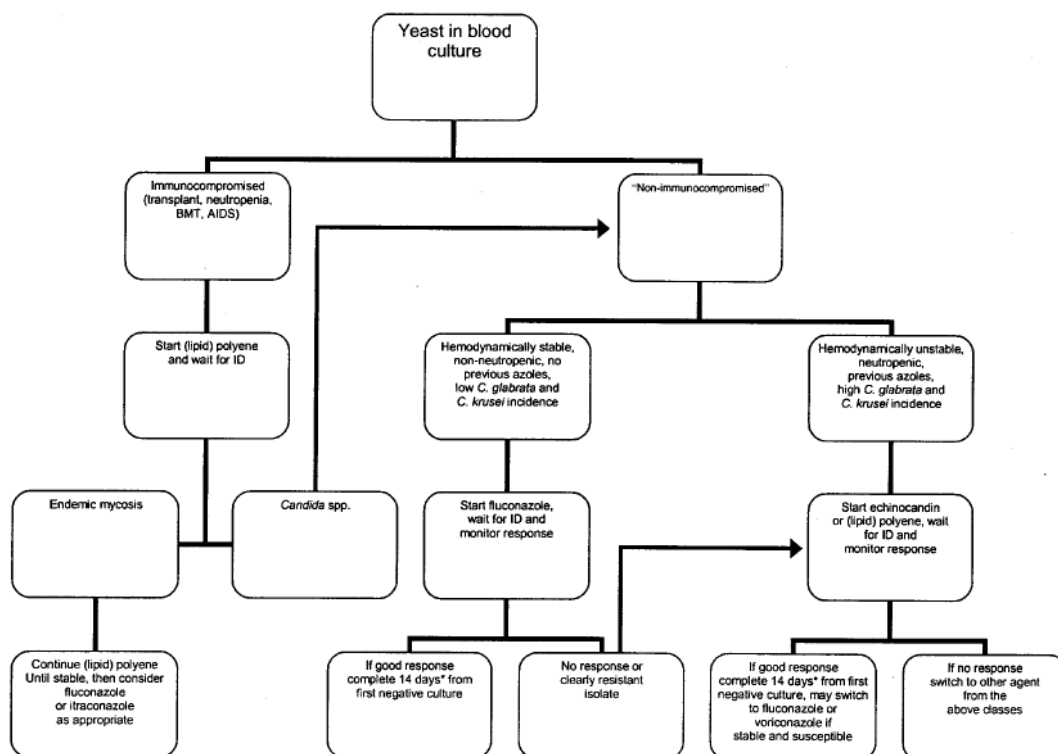 Yeast in blood
culture
Immunocompromised
(transplant, neutropenia,
BMT, AIDS)
"Non-immunocompromised"
Start (lipid) polyene
and wait for ID
Hemodynamically stable,
non-neutropenic, no
previous azoles,
low C. glabrata and
C. krusei incidence
Hemodynamically unstable,
neutropenic,
previous azoles,
high C. glabrata and
C. krusei incidence
Endemic mycosis
Candida spp.
Start fluconazole,
wait for ID and
monitor response
Start echinocandin
or (lipid) polyene, wait
for ID and
monitor response
Continue (lipid) polyene
Until stable, then consider
fluconazole
or itraconazole
as appropriate
If good response
complete 14 days* from
first negative culture
No response or
clearly resistant
isolate
If good response
complete 14 days* from first
negative culture, may switch
to fluconazole or
voriconazole if
stable and susceptible
If no response
switch to other agent
from the
above classes